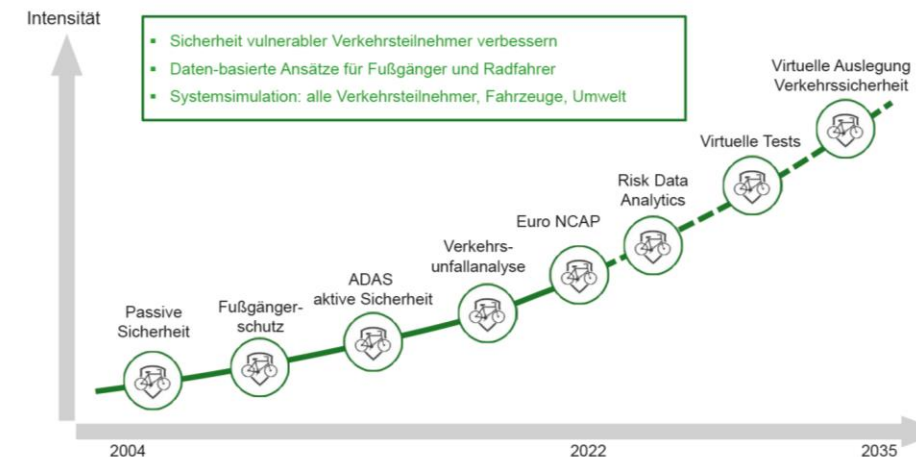 Intensität
Sicherheit vulnerabler Verkehrsteilnehmer verbessern
Daten-basierte Ansätze für Fußgänger und Radfahrer
Systemsimulation: alle Verkehrsteilnehmer, Fahrzeuge, Umwelt
Passive
Sicherheit
Fußgänger-
schutz
ADAS
aktive Sicherheit
Verkehrs-
unfallanalyse
Euro NCAP
Risk Data
Analytics
Virtuelle Tests
Virtuelle Auslegung
Verkehrssicherheit
2004
2022
2035